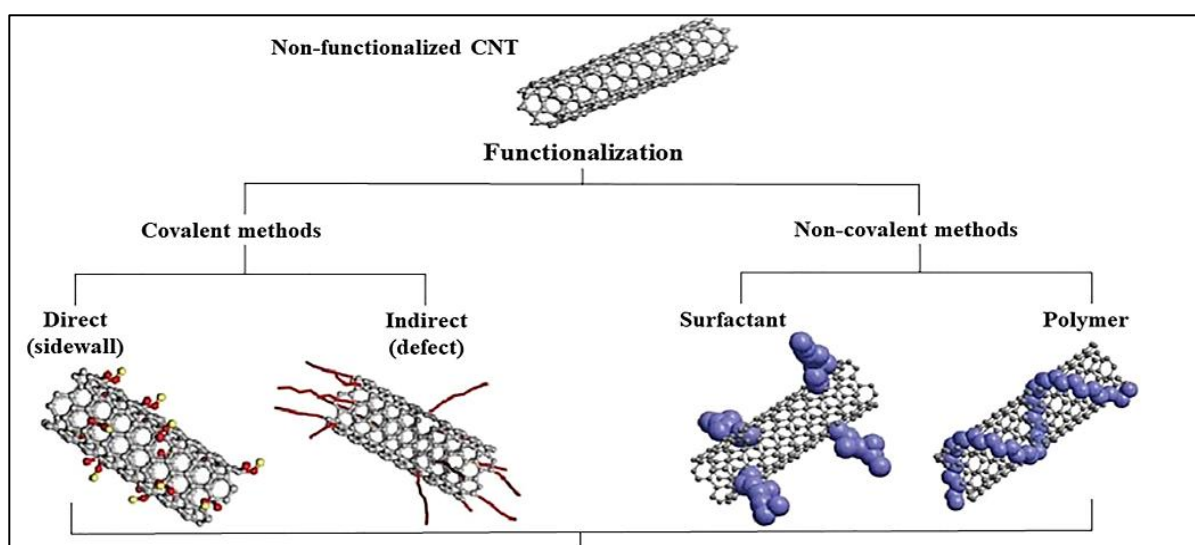 Non-functionalized CNT
Functionalization
Covalent methods
Non-covalent methods
Direct
(sidewall)
Indirect
(defect)
Surfactant
Polymer